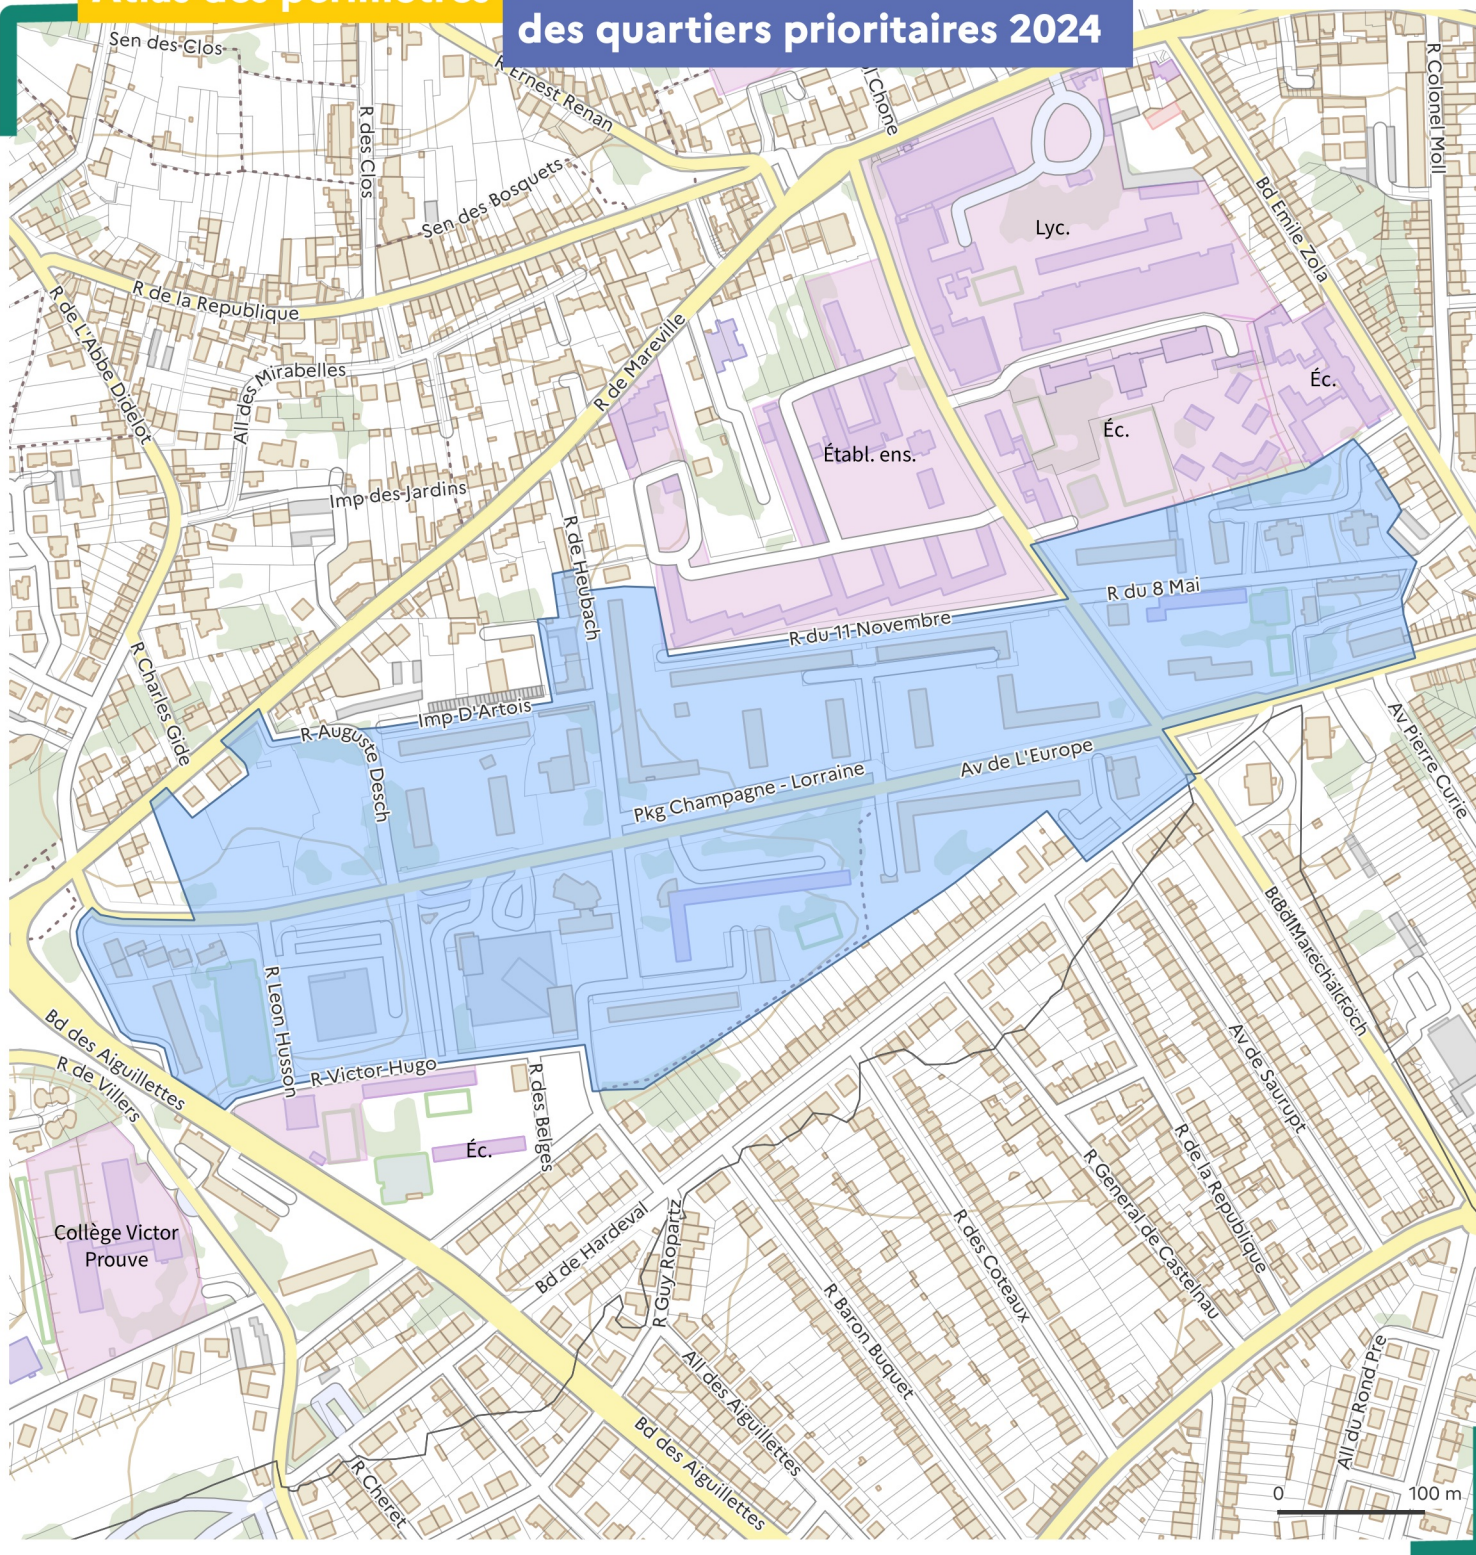 Atlas des périmètres
des quartiers prioritaires 2024
Sen des Clos
R des Clos
R Ernest Renan
Sen des Bosquets
R Colonel Moll
Bd Emile Zola
Lyc.
R de la Republique
R de L'Abbe Didelot
All des Mirabelles
R de Mareville
Éc.
Éc.
Établ. ens.
Imp des Jardins
R de Heubach
R du 8 Mai
R du 11 Novembre
R Charles Gide
Imp D'Artois
R Auguste Desch
Av de L'Europe
Pkg Champagne - Lorraine
Av Pierre Curie
R Leon Husson
Bd des Aiguillettes
R de Villers
R Victor Hugo
R des Belges
Éc.
Av de Saurupt
R de la Republique
R General de Castelnau
R des Coteaux
Collège Victor
Prouve
Bd de Hardeval
R Guy Ropartz
R Baron Buquet
All des Aiguillettes
All du Rond Pre
Bd des Aiguillettes
R Cheret
0 100 m